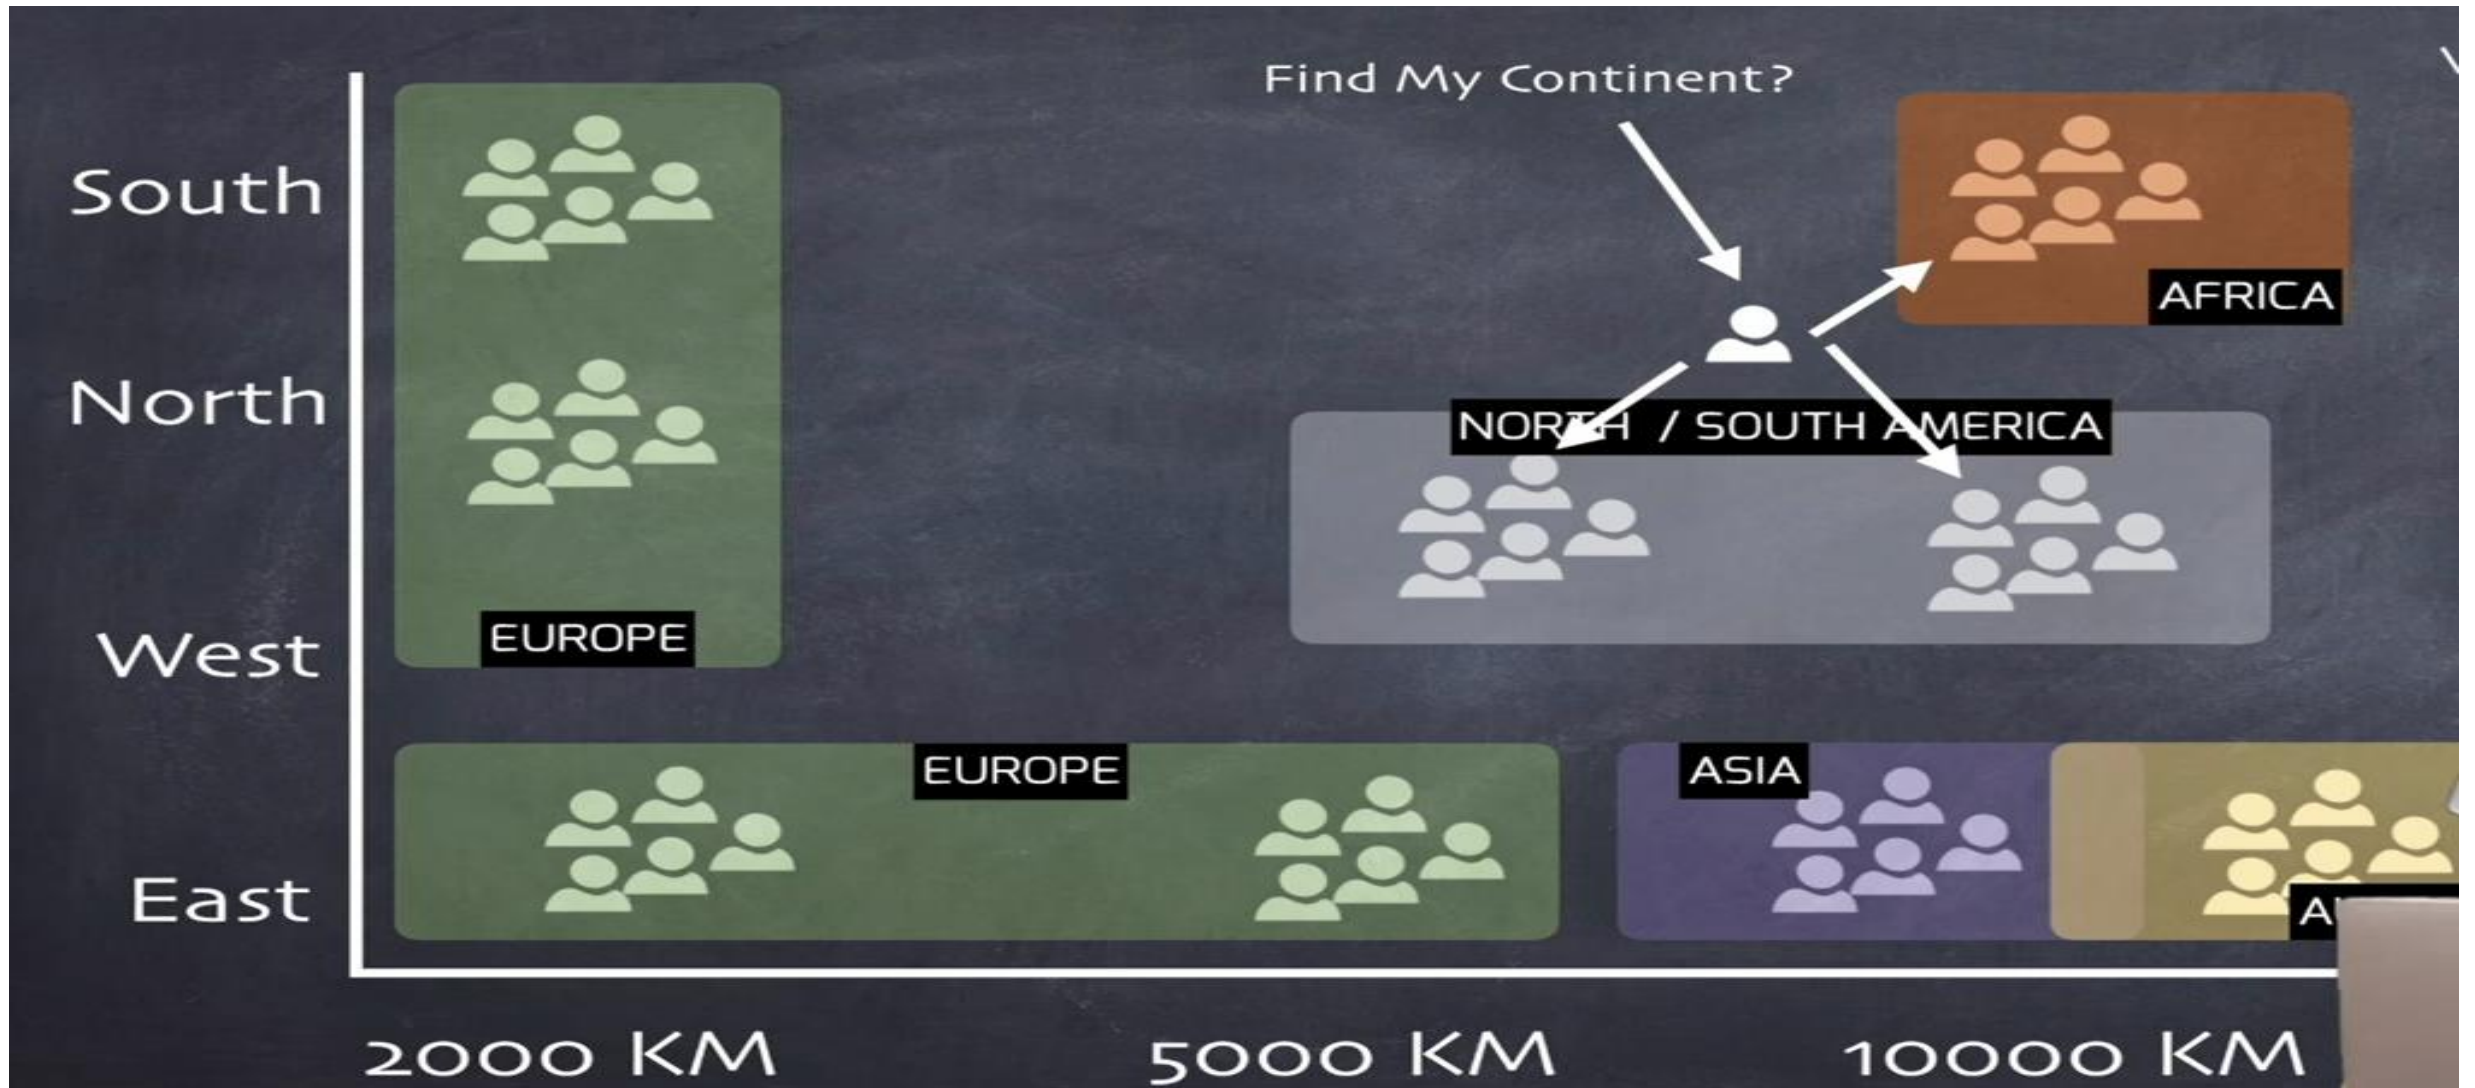 Find My Continent?
South
AFRICA
North
NORTH / SOUTH AMERICA
West
EUROPE
EUROPE
ASIA
East
2000 KM
5000 KM
10000 KM